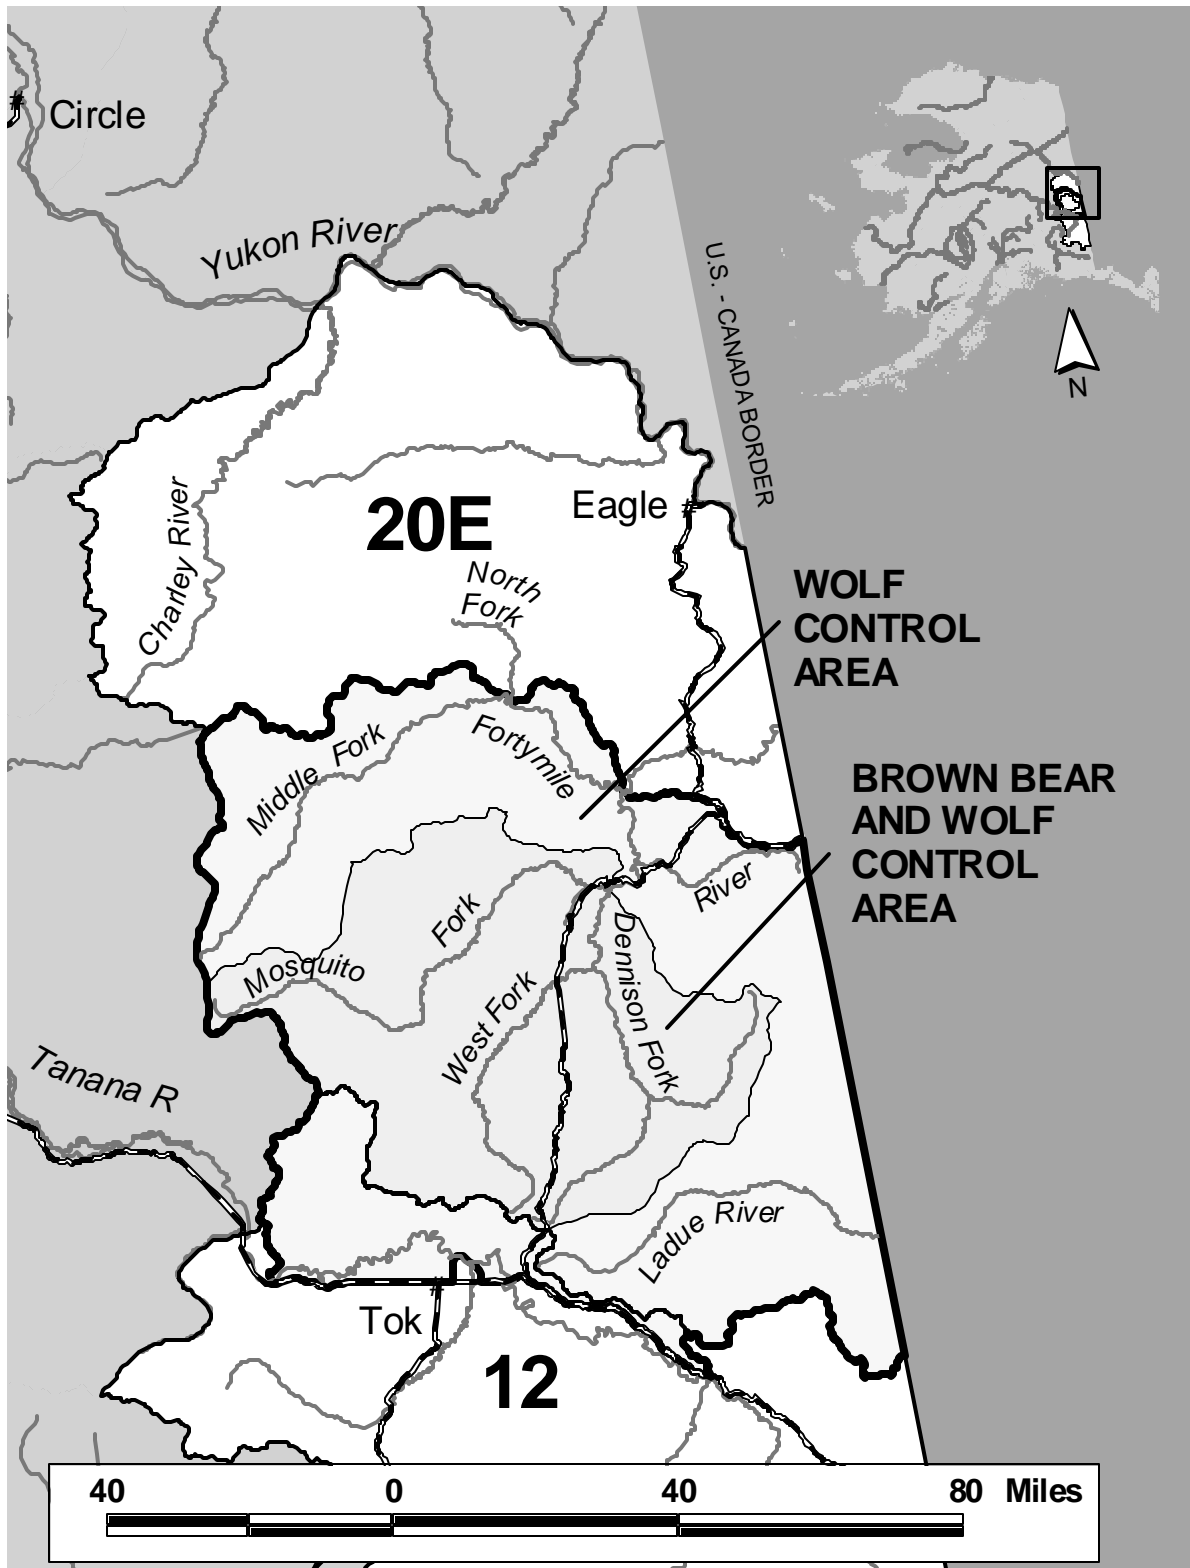 Circle
Yukon River
U.S. - CANADA BORDER
N
Charley River
20E
Eagle
North
Fork
WOLF
CONTROL
AREA
Middle Fork
Fortymile
BROWN BEAR
AND WOLF
CONTROL
AREA
River
Fork
Mosquito
Dennison Fork
West Fork
Tanana R
Ladue River
Tok
12
40 0 40 80 Miles